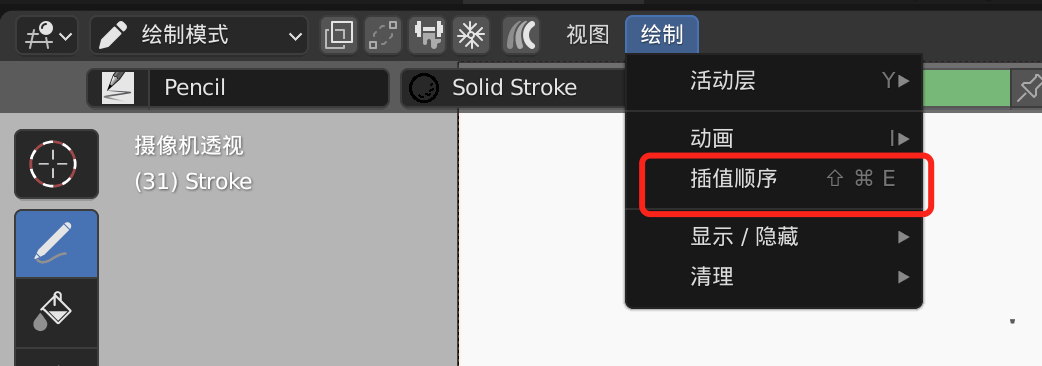 绘制模式 视图 绘制
Pencil Solid Stroke
活动层 Y
摄像机透视
动画 I
(31) Stroke
插值顺序 ⇧ ⌘ E
显示 / 隐藏
清理